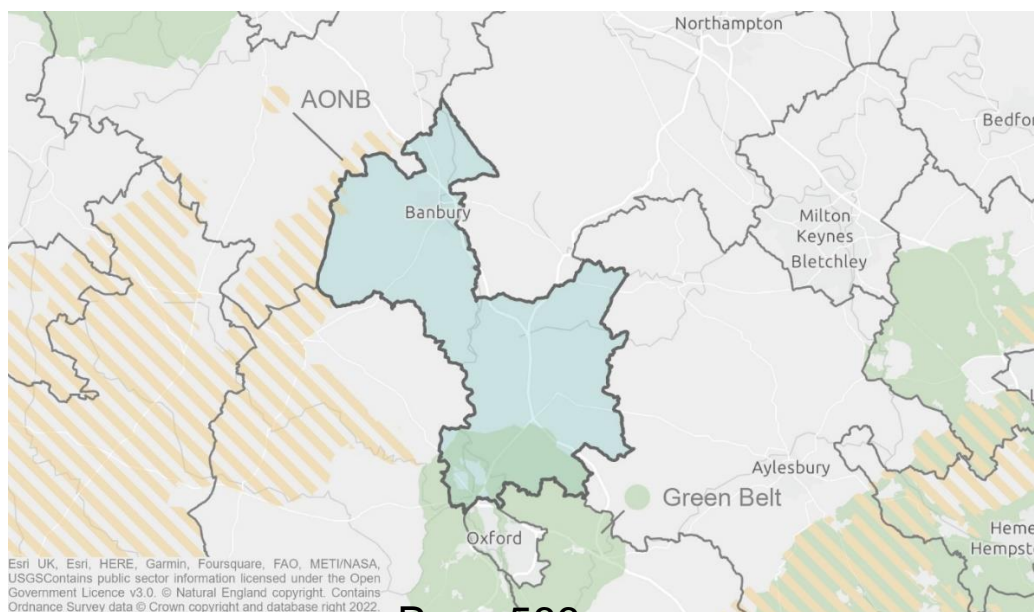 Northampton
AONB
Bedfor
Banbury
Milton
Keynes
Bletchley
Aylesbury
Green Belt
Oxford
Heme
Hempst
Esri UK, Esri, HERE, Garmin, Foursquare, FAO, METI/NASA,
USGSContains public sector information licensed under the Open
Government Licence v3.0. © Natural England copyright. Contains
Ordnance Survey data © Crown copyright and database right 2022.